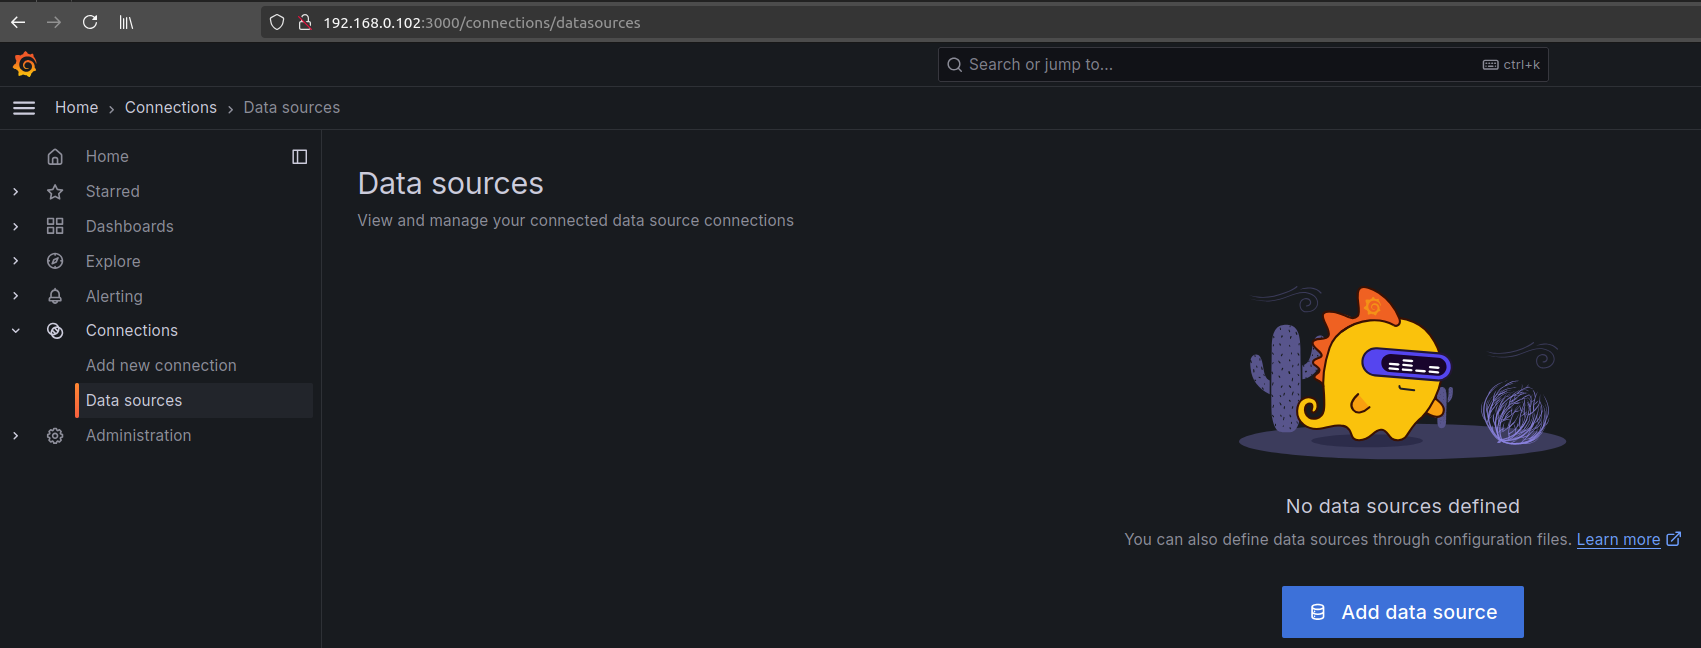 192.168.0.102:3000/connections/datasources
Search or jump to...
ctrl+k
Home › Connections › Data sources
Home
Starred
Dashboards
Explore
Alerting
Connections
Add new connection
Data sources
Administration
Data sources
View and manage your connected data source connections
No data sources defined
You can also define data sources through configuration files. Learn more
Add data source